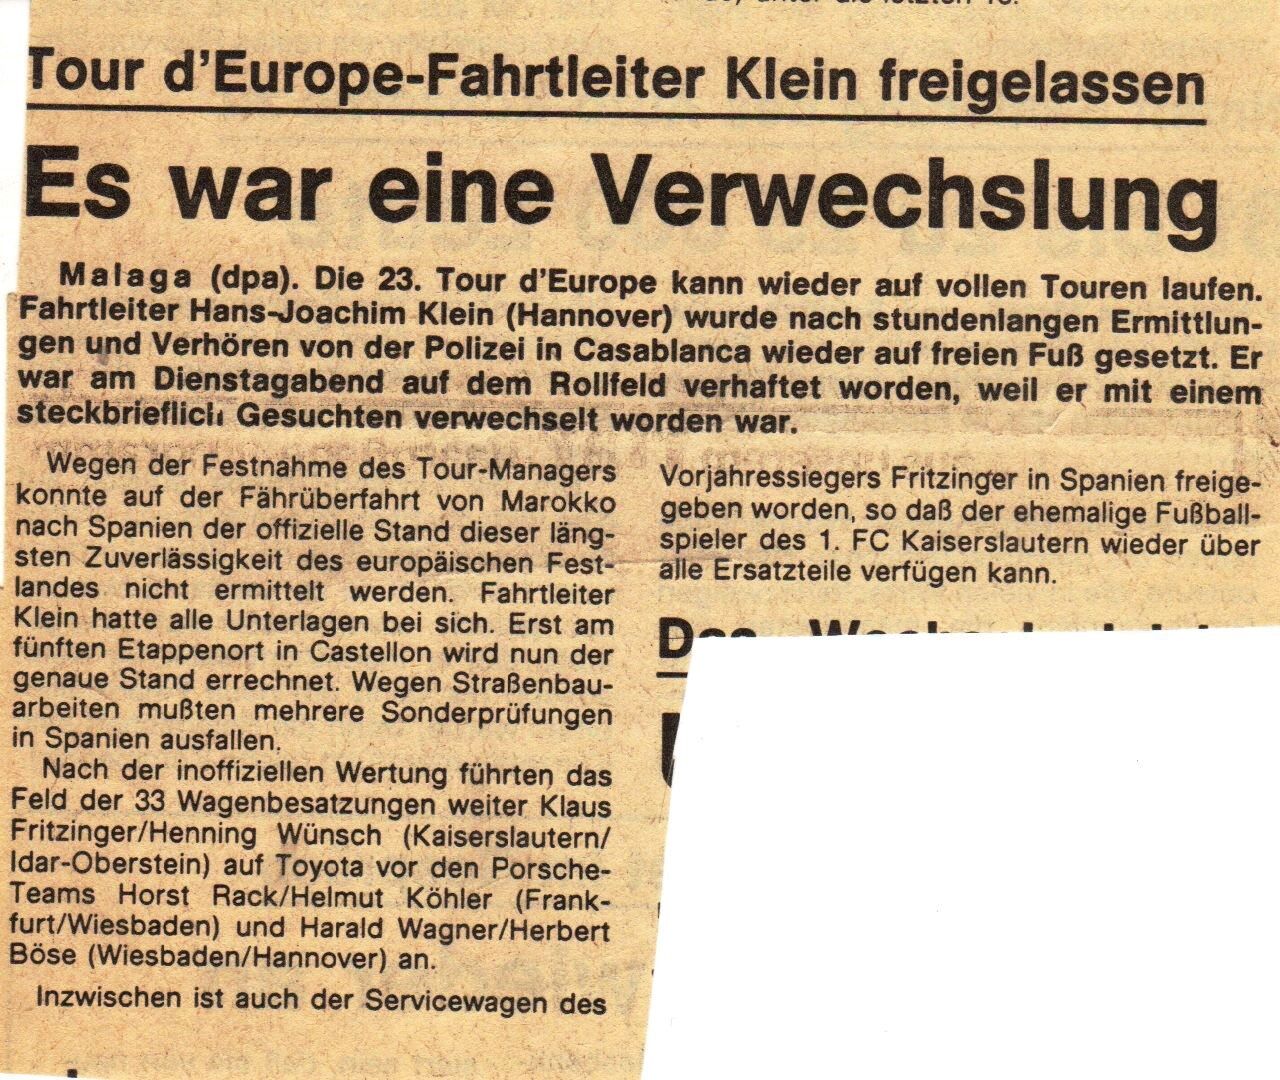 Tour d'Europe-Fahrtleiter Klein freigelassen
Es war eine Verwechslung
Malaga (dpa). Die 23. Tour d'Europe kann wieder auf vollen Touren laufen.
Fahrtleiter Hans-Joachim Klein (Hannover) wurde nach stundenlangen Ermittlun-
gen und Verhören von der Polizei in Casablanca wieder auf freien Fuß gesetzt. Er
war am Dienstagabend auf dem Rollfeld verhaftet worden, weil er mit einem
steckbrieflich Gesuchten verwechselt worden war.
Wegen der Festnahme des Tour-Managers
konnte auf der Fährüberfahrt von Marokko
nach Spanien der offizielle Stand dieser läng-
sten Zuverlässigkeit des europäischen Fest-
landes nicht ermittelt werden. Fahrtleiter
Klein hatte alle Unterlagen bei sich. Erst am
fünften Etappenort in Castellon wird nun der
genaue Stand errechnet. Wegen Straßenbau-
arbeiten mußten mehrere Sonderprüfungen
in Spanien ausfallen.
Nach der inoffiziellen Wertung führten das
Feld der 33 Wagenbesatzungen weiter Klaus
Fritzinger/Henning Wünsch (Kaiserslautern/
Idar-Oberstein) auf Toyota vor den Porsche-
Teams Horst Rack/Helmut Köhler (Frank-
furt/Wiesbaden) und Harald Wagner/Herbert
Böse (Wiesbaden/Hannover) an.
Inzwischen ist auch der Servicewagen des
Vorjahressiegers Fritzinger in Spanien freige-
geben worden, so daß der ehemalige Fußball-
spieler des 1. FC Kaiserslautern wieder über
alle Ersatzteile verfügen kann.